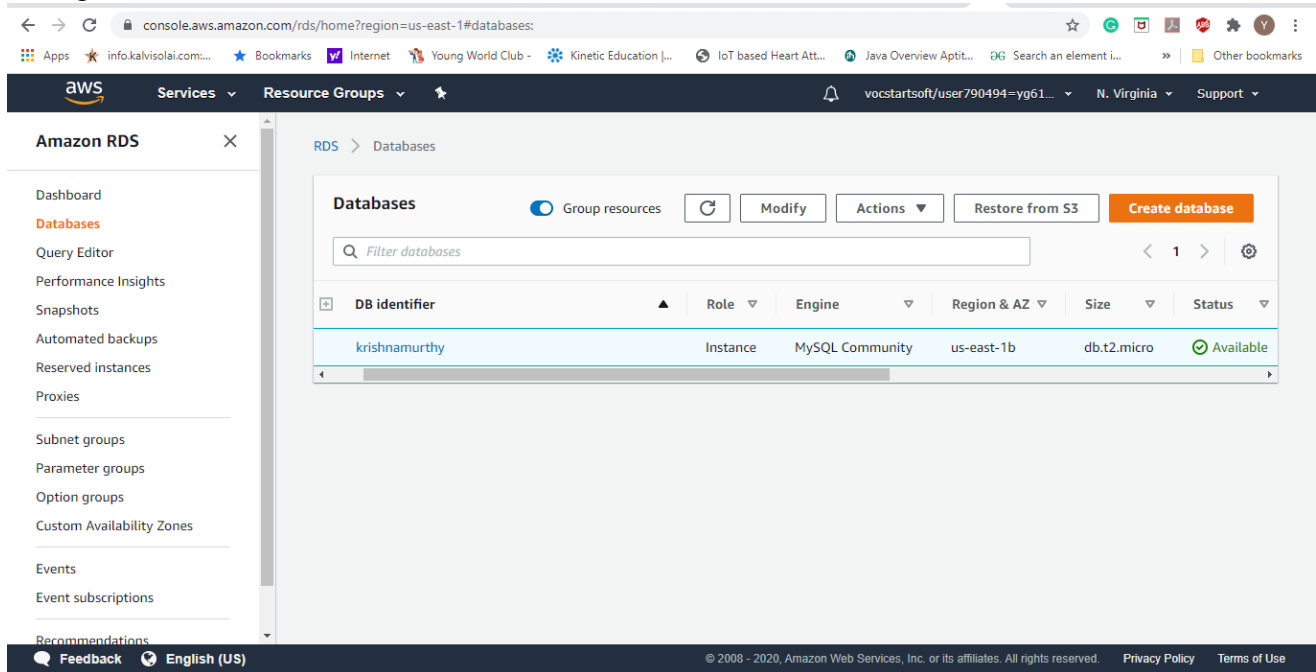 console.aws.amazon.com/rds/home?region=us-east-1#databases:
Apps info.kalvisolai.com:... Bookmarks Internet Young World Club - Kinetic Education |... IoT based Heart Att... Java Overview Aptit... Search an element i... » Other bookmarks
aws Services Resource Groups vocstartsoft/user790494=yg61... N. Virginia Support
Amazon RDS
Dashboard
Databases
Query Editor
Performance Insights
Snapshots
Automated backups
Reserved instances
Proxies
Subnet groups
Parameter groups
Option groups
Custom Availability Zones
Events
Event subscriptions
Recommendations
RDS > Databases
Databases Group resources Modify Actions Restore from S3 Create database
Filter databases < 1 >
DB identifier Role Engine Region & AZ Size Status
krishnamurthy Instance MySQL Community us-east-1b db.t2.micro Available
Feedback English (US) © 2008 - 2020, Amazon Web Services, Inc. or its affiliates. All rights reserved. Privacy Policy Terms of Use